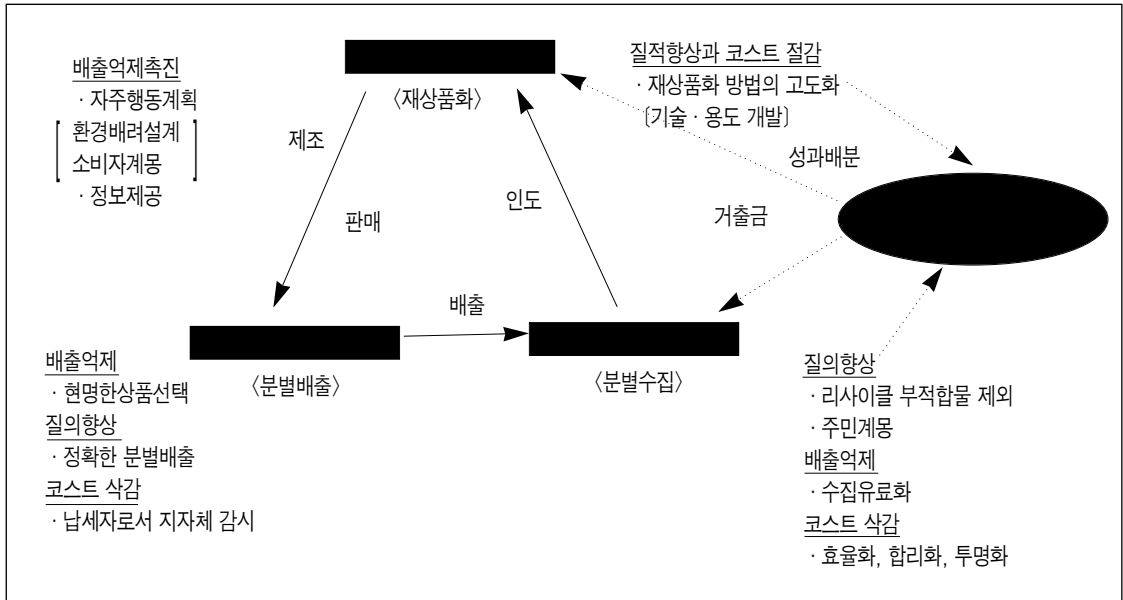 배출억제촉진
· 자주행동계획
[ 환경배려설계
소비자계몽 ]
· 정보제공
〈재상품화〉
질적향상과 코스트 절감
· 재상품화 방법의 고도화
〔기술 · 용도 개발〕
제조
판매
인도
성과배분
거출금
배출
〈분별배출〉
〈분별수집〉
배출억제
· 현명한상품선택
질의향상
· 정확한 분별배출
코스트 삭감
· 납세자로서 지자체 감시
질의향상
· 리사이클 부적합물 제외
· 주민계몽
배출억제
· 수집유료화
코스트 삭감
· 효율화, 합리화, 투명화